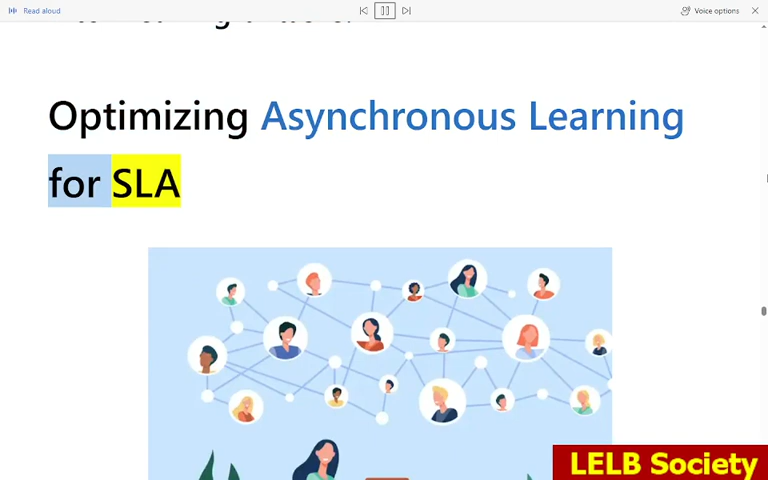 Read aloud
Voice options
Optimizing Asynchronous Learning
for SLA
LELB Society